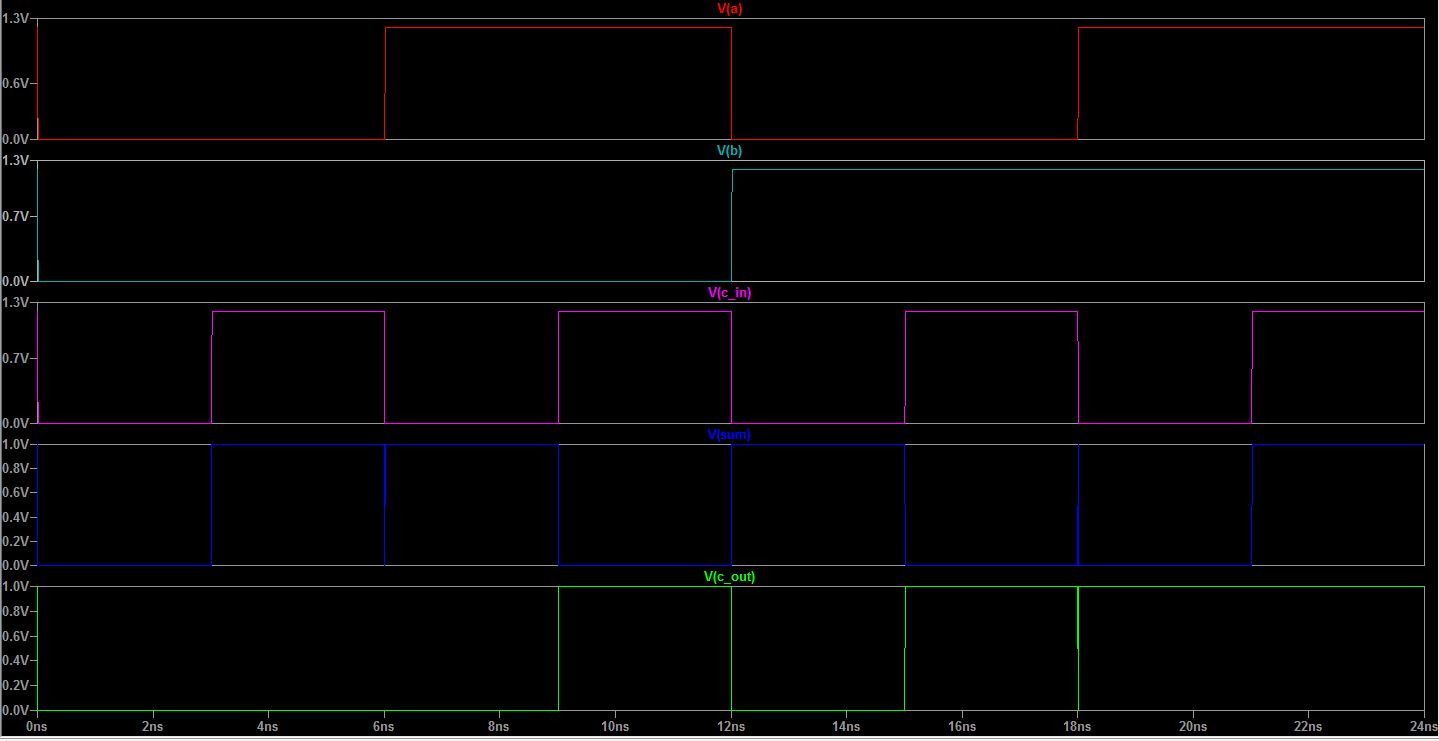 V(a)
1.3V
0.6V
0.0V
V(b)
1.3V
0.7V
0.0V
V(c_in)
1.3V
0.7V
0.0V
V(sum)
1.0V
0.8V
0.6V
0.4V
0.2V
0.0V
V(c_out)
1.0V
0.8V
0.6V
0.4V
0.2V
0.0V
0ns 2ns 4ns 6ns 8ns 10ns 12ns 14ns 16ns 18ns 20ns 22ns 24ns